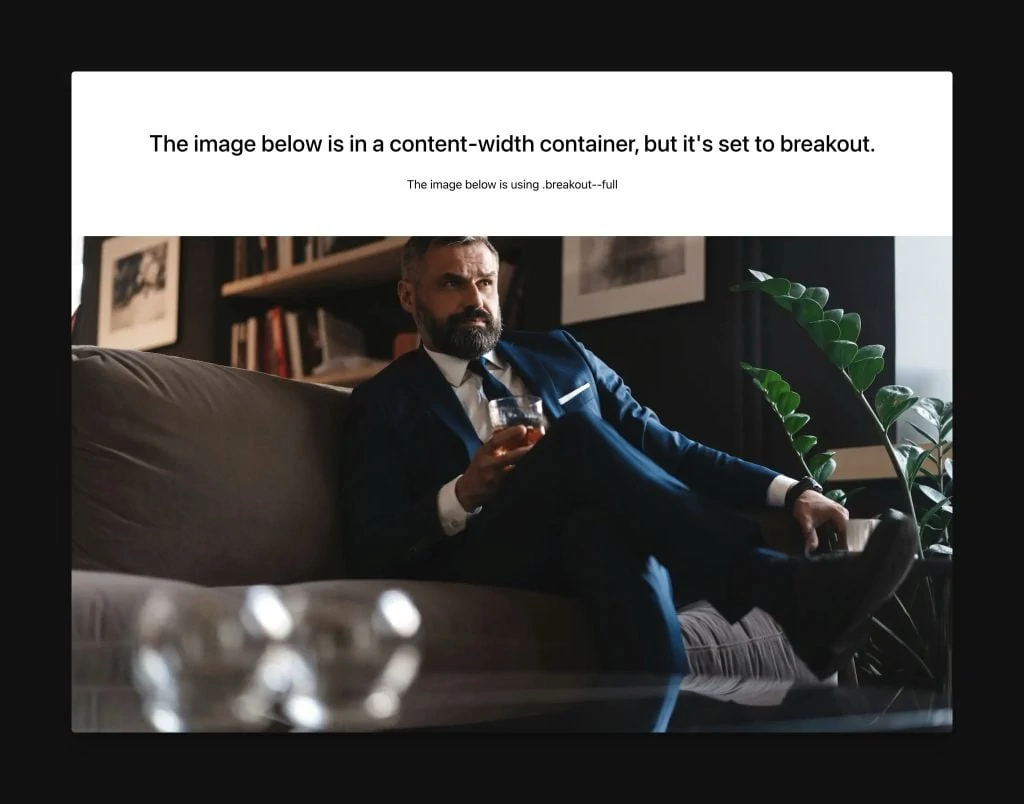 The image below is in a content-width container, but it's set to breakout.
The image below is using .breakout--full